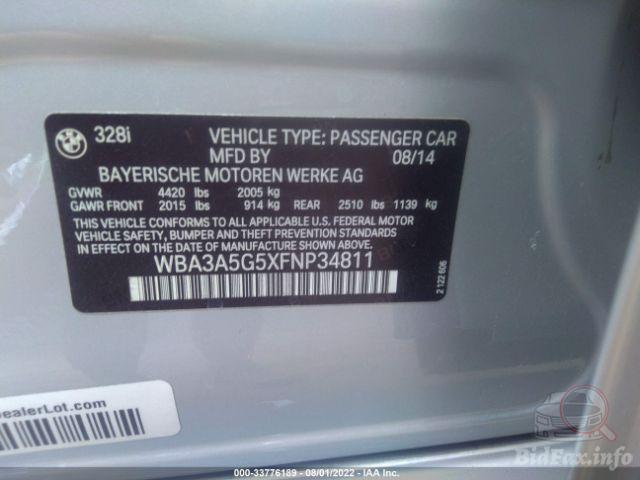 328i VEHICLE TYPE: PASSENGER CAR
MFD BY 08/14
BAYERISCHE MOTOREN WERKE AG
GVWR 4420 lbs 2005 kg
GAWR FRONT 2015 lbs 914 kg REAR 2510 lbs 1139 kg
THIS VEHICLE CONFORMS TO ALL APPLICABLE U.S. FEDERAL MOTOR
VEHICLE SAFETY, BUMPER AND THEFT PREVENTION STANDARDS
IN EFFECT ON THE DATE OF MANUFACTURE SHOWN ABOVE.
WBA3A5G5XFNP34811
2 122 606
DealerLot.com
BidFax.info
000-33776189 - 08/01/2022 - IAA Inc.